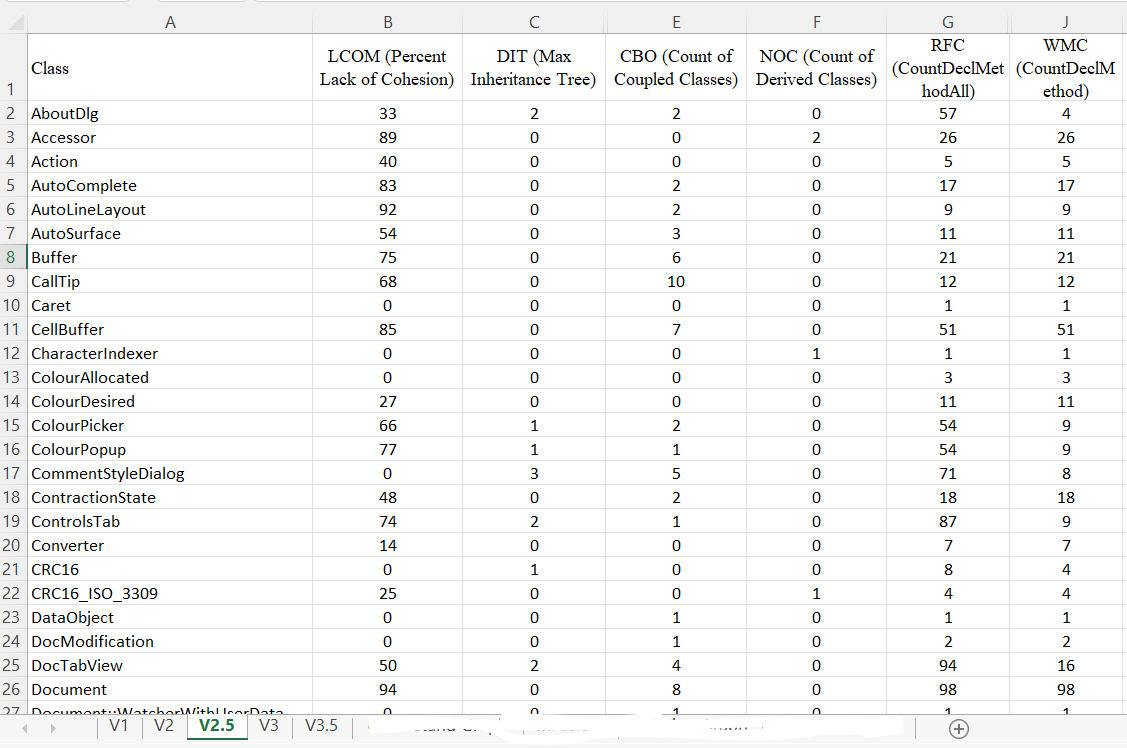 A B C E F G J
1 Class LCOM (Percent Lack of Cohesion) DIT (Max Inheritance Tree) CBO (Count of Coupled Classes) NOC (Count of Derived Classes) RFC (CountDeclMethodAll) WMC (CountDeclMethod)
2 AboutDlg 33 2 2 0 57 4
3 Accessor 89 0 0 2 26 26
4 Action 40 0 0 0 5 5
5 AutoComplete 83 0 2 0 17 17
6 AutoLineLayout 92 0 2 0 9 9
7 AutoSurface 54 0 3 0 11 11
8 Buffer 75 0 6 0 21 21
9 CallTip 68 0 10 0 12 12
10 Caret 0 0 0 0 1 1
11 CellBuffer 85 0 7 0 51 51
12 CharacterIndexer 0 0 0 1 1 1
13 ColourAllocated 0 0 0 0 3 3
14 ColourDesired 27 0 0 0 11 11
15 ColourPicker 66 1 2 0 54 9
16 ColourPopup 77 1 1 0 54 9
17 CommentStyleDialog 0 3 5 0 71 8
18 ContractionState 48 0 2 0 18 18
19 ControlsTab 74 2 1 0 87 9
20 Converter 14 0 0 0 7 7
21 CRC16 0 1 0 0 8 4
22 CRC16_ISO_3309 25 0 0 1 4 4
23 DataObject 0 0 1 0 1 1
24 DocModification 0 0 1 0 2 2
25 DocTabView 50 2 4 0 94 16
26 Document 94 0 8 0 98 98
27 Document::WatcherWithUserData 0 0 1 0 1 1
V1 V2 V2.5 V3 V3.5